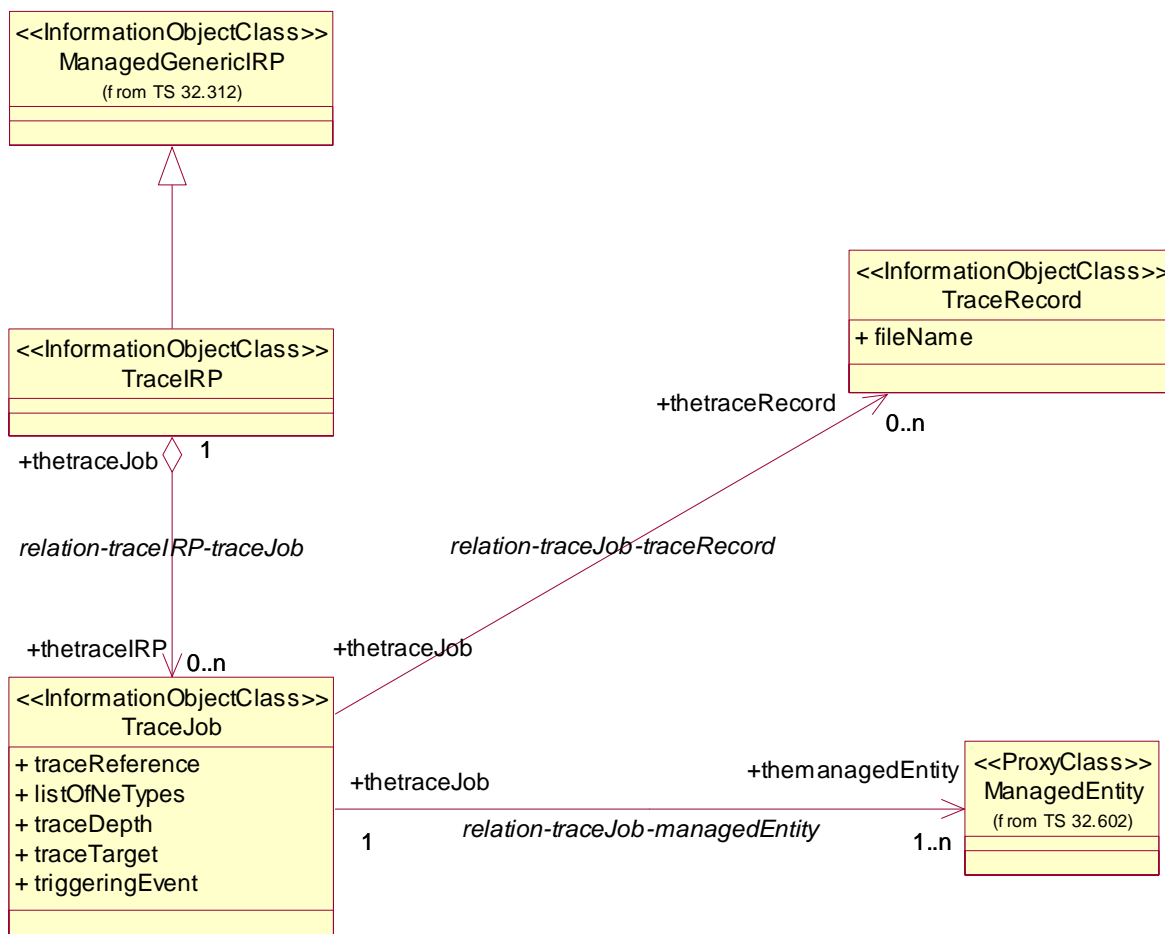 <<InformationObjectClass>>
ManagedGenericIRP
(from TS 32.312)
<<InformationObjectClass>>
TraceRecord
+ fileName
<<InformationObjectClass>>
TraceIRP
+thetraceRecord
0..n
1
+thetraceJob
relation-traceIRP-traceJob
relation-traceJob-traceRecord
+thetraceIRP
0..n
+thetraceJob
<<InformationObjectClass>>
TraceJob
+ traceReference
+ listOfNeTypes
+ traceDepth
+ traceTarget
+ triggeringEvent
+thetraceJob
+themanagedEntity
relation-traceJob-managedEntity
1
1..n
<<ProxyClass>>
ManagedEntity
(from TS 32.602)